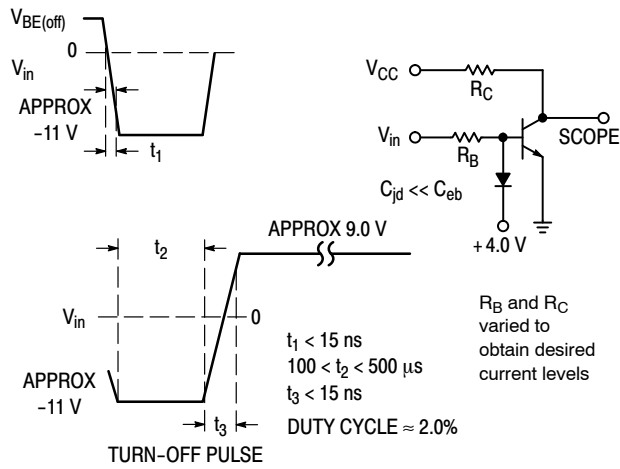 V_BE(off)
0
V_in
APPROX
−11 V
t_1
V_CC
R_C
V_in
R_B
SCOPE
C_jd << C_eb
+4.0 V
t_2
APPROX 9.0 V
V_in
0
APPROX
−11 V
t_3
TURN−OFF PULSE
t_1 < 15 ns
100 < t_2 < 500 μs
t_3 < 15 ns
DUTY CYCLE ≈ 2.0%
R_B and R_C
varied to
obtain desired
current levels